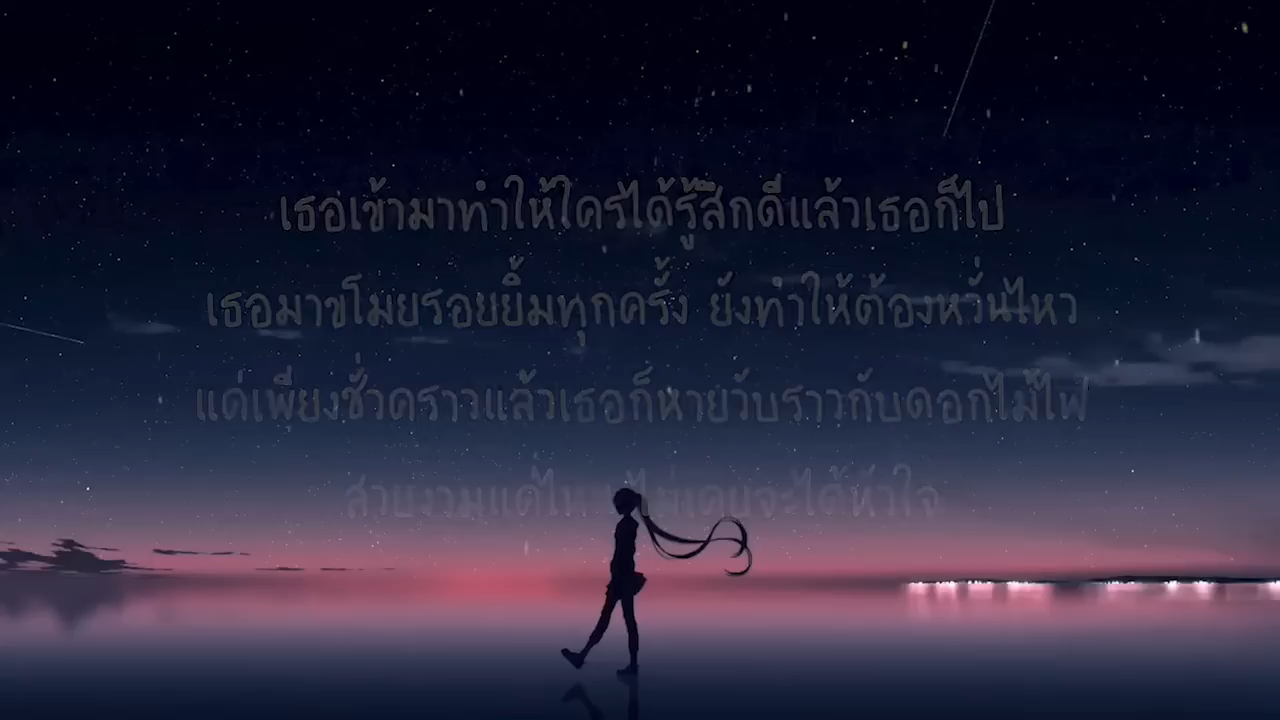 เธอเข้ามาทำให้ใครได้รู้สึกดีแล้วเธอก็ไป
เธอมาขโมยรอยยิ้มทุกครั้ง ยังทำให้ต้องหวั่นไหว
แค่เพียงชั่วคราวแล้วเธอก็หายวับราวกับดอกไม้ไฟ
สวยงามแต่ไม่เคยจะได้หัวใจ